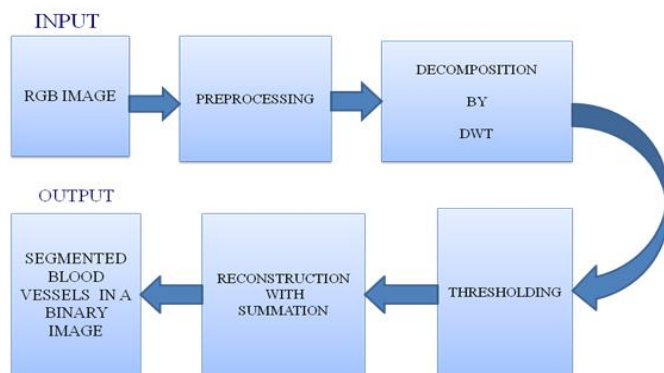 INPUT
RGB IMAGE
PREPROCESSING
DECOMPOSITION
BY
DWT
OUTPUT
SEGMENTED
BLOOD
VESSELS IN A
BINARY
IMAGE
RECONSTRUCTION
WITH
SUMMATION
THRESHOLDING